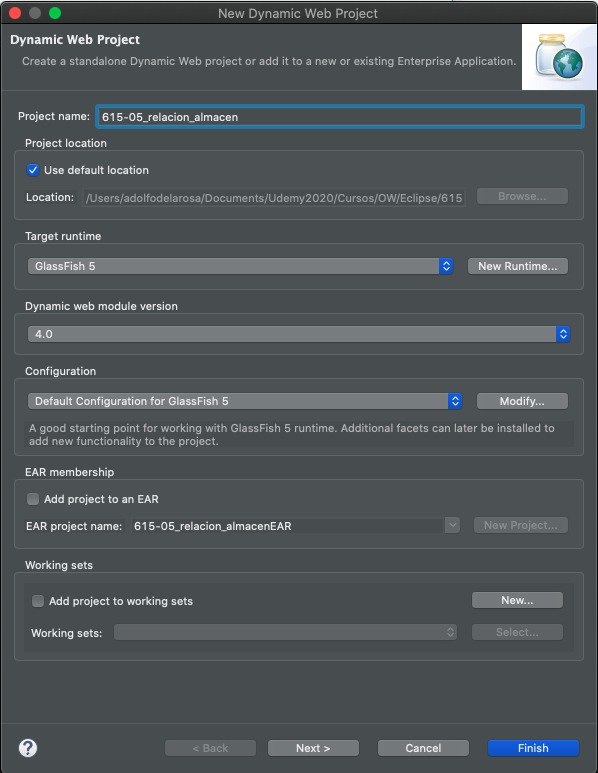 New Dynamic Web Project
Dynamic Web Project
Create a standalone Dynamic Web project or add it to a new or existing Enterprise Application.
Project name: 615-05_relacion_almacen
Project location
Use default location
Location: /Users/adolfodelarosa/Documents/Udemy2020/Cursos/OW/Eclipse/615 Browse...
Target runtime
GlassFish 5 New Runtime...
Dynamic web module version
4.0
Configuration
Default Configuration for GlassFish 5 Modify...
A good starting point for working with GlassFish 5 runtime. Additional facets can later be installed to
add new functionality to the project.
EAR membership
Add project to an EAR
EAR project name: 615-05_relacion_almacenEAR New Project...
Working sets
Add project to working sets New...
Working sets: Select...
? < Back Next > Cancel Finish